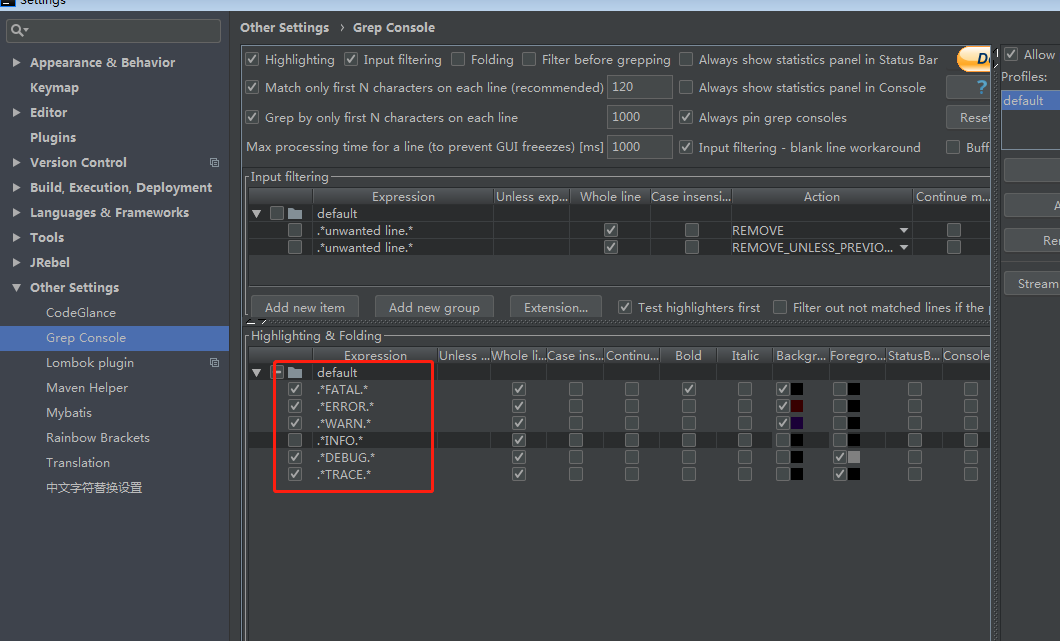 Settings
Other Settings › Grep Console
Appearance & Behavior
Keymap
Editor
Plugins
Version Control
Build, Execution, Deployment
Languages & Frameworks
Tools
JRebel
Other Settings
CodeGlance
Grep Console
Lombok plugin
Maven Helper
Mybatis
Rainbow Brackets
Translation
中文字符替换设置
Highlighting Input filtering Folding Filter before grepping Always show statistics panel in Status Bar
Match only first N characters on each line (recommended) 120 Always show statistics panel in Console ?
Grep by only first N characters on each line 1000 Always pin grep consoles Reset
Max processing time for a line (to prevent GUI freeezes) [ms] 1000 Input filtering - blank line workaround Buff
Input filtering
Expression Unless exp... Whole line Case insensi... Action Continue m...
default
.*unwanted line.* REMOVE
.*unwanted line.* REMOVE_UNLESS_PREVIO...
Add new item Add new group Extension... Test highlighters first Filter out not matched lines if the
Highlighting & Folding
Expression Unless ... Whole li... Case ins... Continu... Bold Italic Backgr... Foregro... StatusB... Console
default
.*FATAL.*
.*ERROR.*
.*WARN.*
.*INFO.*
.*DEBUG.*
.*TRACE.*
Allow
Profiles:
default
A
Re
Stream